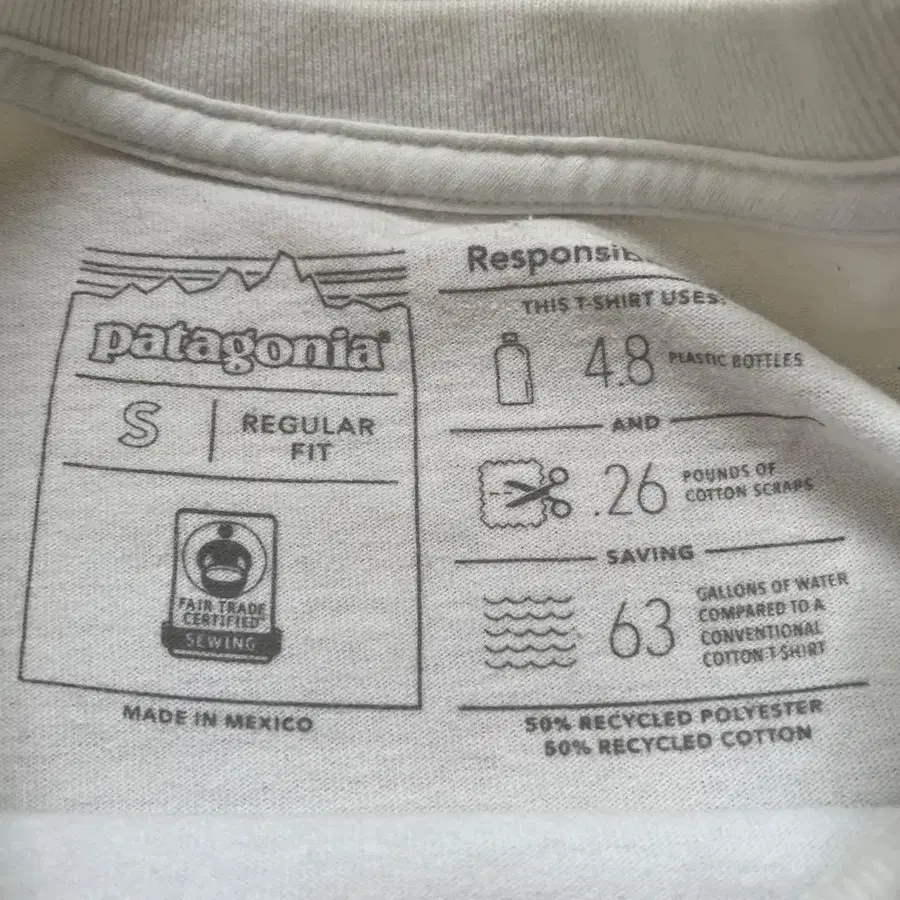 patagonia®
S
REGULAR
FIT
FAIR TRADE
CERTIFIED™
SEWING
MADE IN MEXICO
THIS T-SHIRT USES:
4.8 PLASTIC BOTTLES
AND
.26 POUNDS OF
COTTON SCRAPS
SAVING
63 GALLONS OF WATER
COMPARED TO A
CONVENTIONAL
COTTON T-SHIRT
50% RECYCLED POLYESTER
50% RECYCLED COTTON